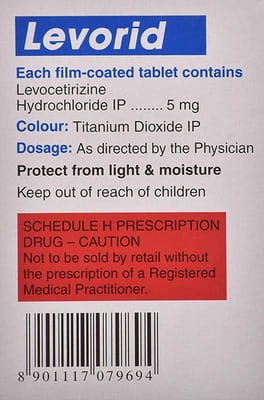 Levorid
Each film-coated tablet contains
Levocetirizine
Hydrochloride IP ........ 5 mg
Colour: Titanium Dioxide IP
Dosage: As directed by the Physician
Protect from light & moisture
Keep out of reach of children
SCHEDULE H PRESCRIPTION
DRUG – CAUTION
Not to be sold by retail without
the prescription of a Registered
Medical Practitioner.
8 901117 079694